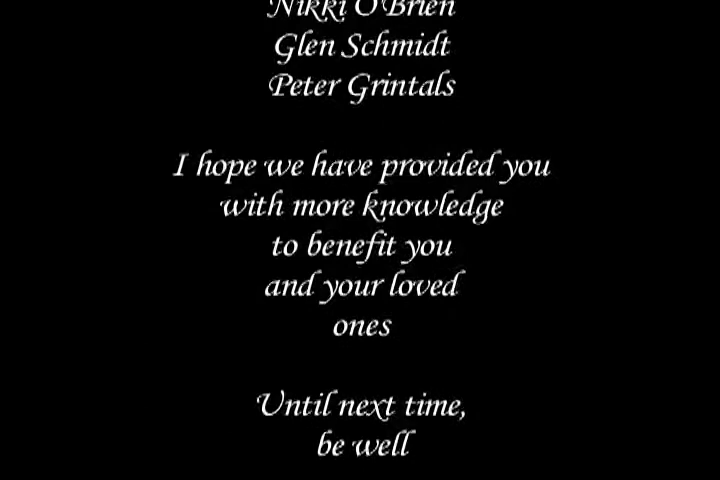 Nikki O'Brien
Glen Schmidt
Peter Grintals
I hope we have provided you
with more knowledge
to benefit you
and your loved
ones
Until next time,
be well